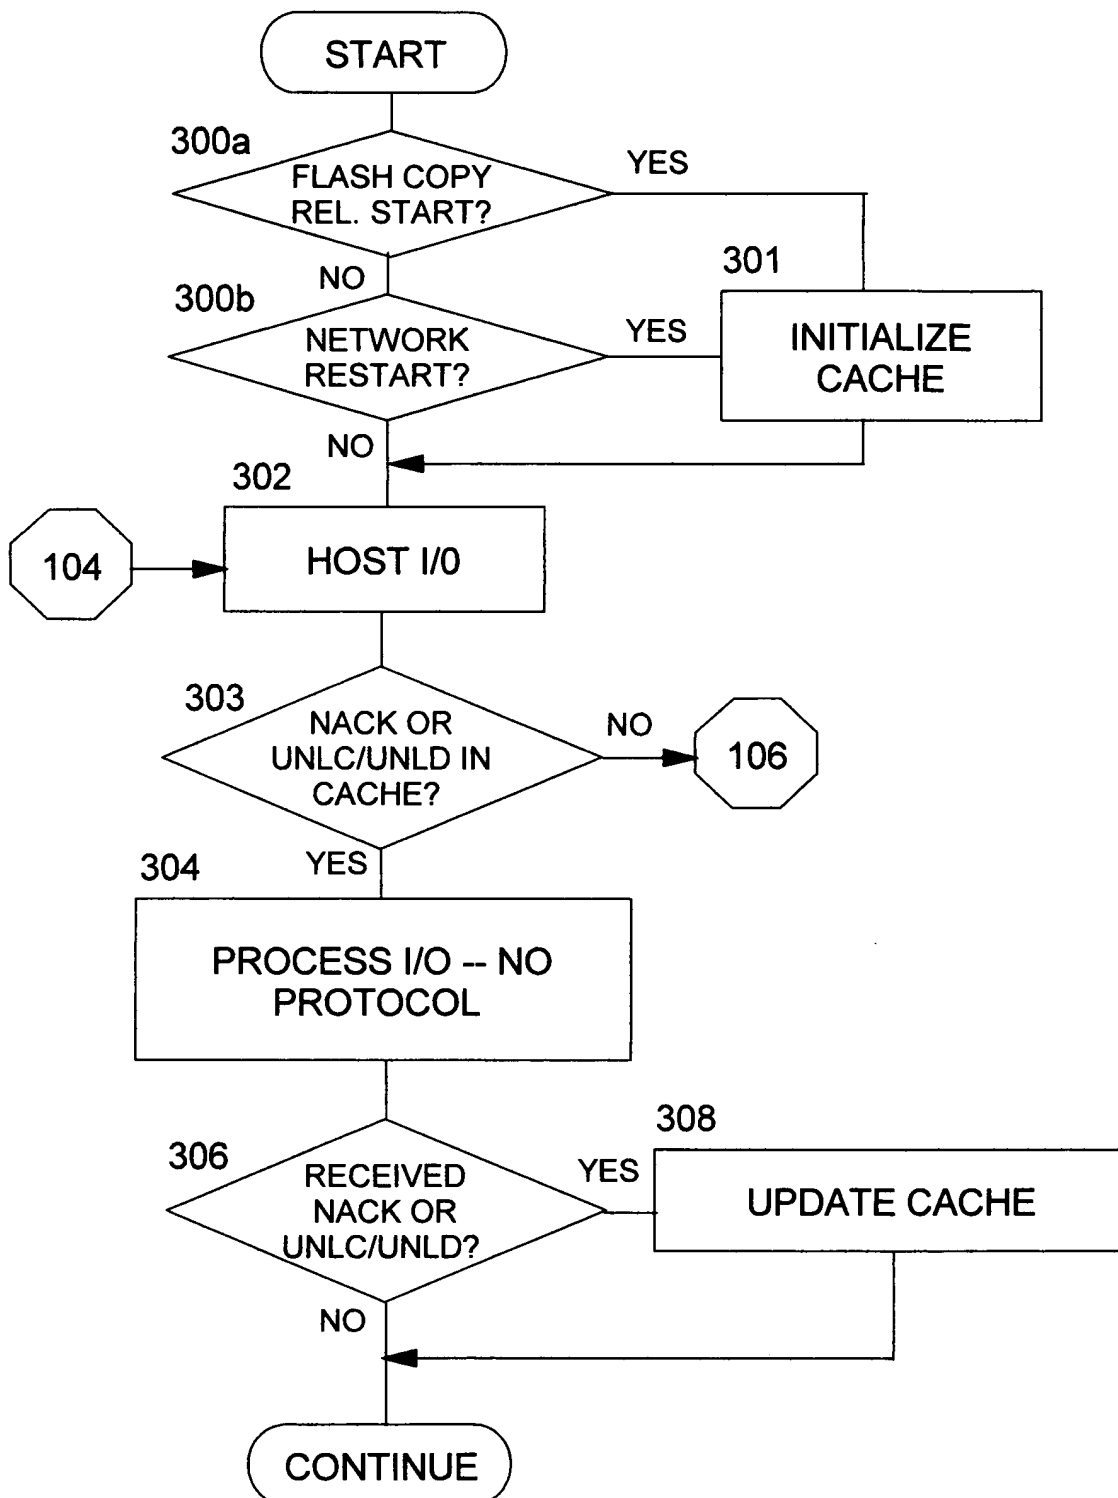 START
300a
FLASH COPY
REL. START?
YES
NO
301
INITIALIZE
CACHE
300b
NETWORK
RESTART?
YES
NO
302
104
HOST I/0
303
NACK OR
UNLC/UNLD IN
CACHE?
NO
106
YES
304
PROCESS I/O -- NO
PROTOCOL
306
RECEIVED
NACK OR
UNLC/UNLD?
YES
308
UPDATE CACHE
NO
CONTINUE